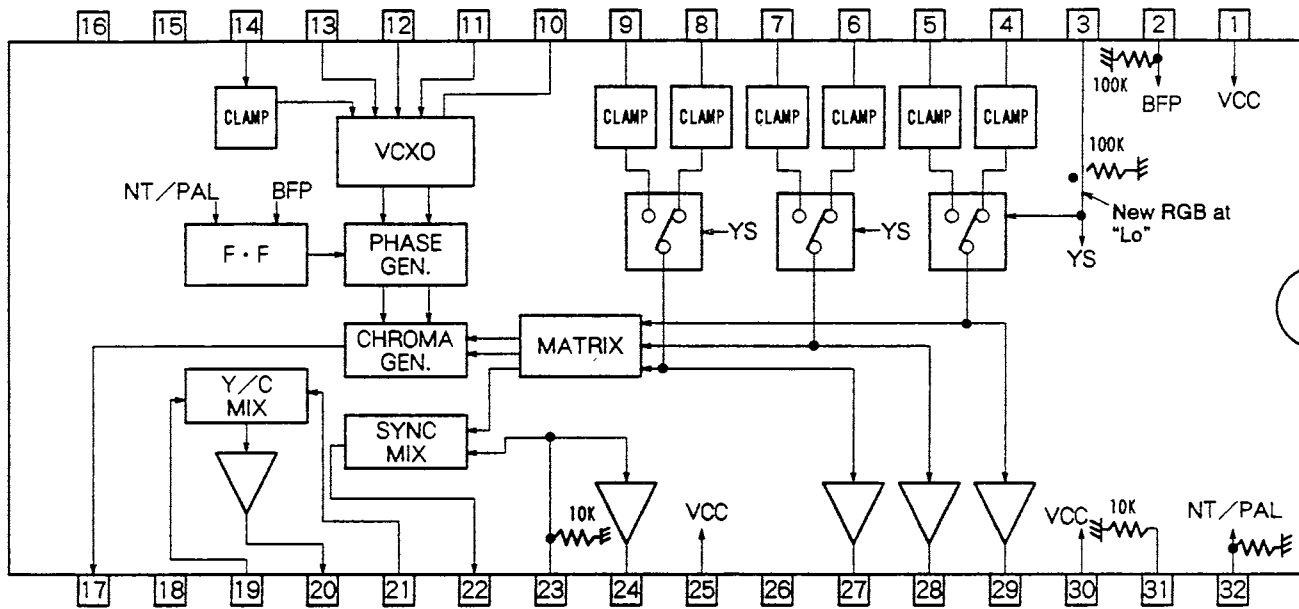 16 15 14 13 12 11 10 9 8 7 6 5 4 3 2 1
100K
BFP
VCC
CLAMP
VCXO
CLAMP
CLAMP
CLAMP
CLAMP
CLAMP
CLAMP
100K
NT/PAL
BFP
New RGB at
"Lo"
F·F
PHASE
GEN.
YS
YS
YS
CHROMA
GEN.
MATRIX
Y/C
MIX
SYNC
MIX
10K
VCC
VCC
10K
NT/PAL
17 18 19 20 21 22 23 24 25 26 27 28 29 30 31 32